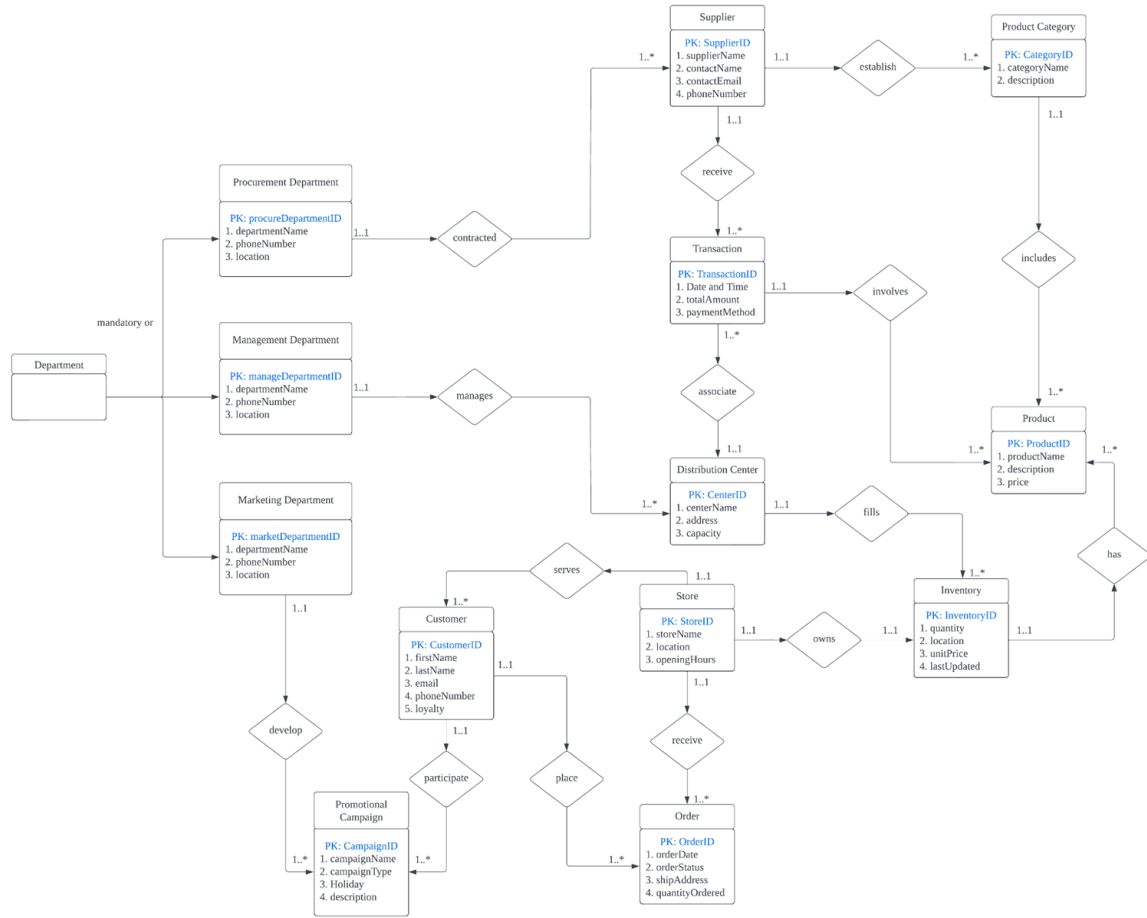 Supplier
PK: SupplierID
1. supplierName
2. contactName
3. contactEmail
4. phoneNumber
1..*
1..1
establish
1..*
Product Category
PK: CategoryID
1. categoryName
2. description
1..1
1..1
receive
1..*
Procurement Department
PK: procureDepartmentID
1. departmentName
2. phoneNumber
3. location
1..1
contracted
Transaction
PK: TransactionID
1. Date and Time
2. totalAmount
3. paymentMethod
1..1
involves
includes
1..*
mandatory or
Department
Management Department
PK: manageDepartmentID
1. departmentName
2. phoneNumber
3. location
1..1
manages
associate
1..1
1..*
Product
PK: ProductID
1. productName
2. description
3. price
1..*
1..*
Distribution Center
PK: CenterID
1. centerName
2. address
3. capacity
1..*
1..1
fills
1..*
has
Marketing Department
PK: marketDepartmentID
1. departmentName
2. phoneNumber
3. location
1..1
serves
1..*
1..1
Store
PK: StoreID
1. storeName
2. location
3. openingHours
1..1
owns
1..1
Inventory
PK: InventoryID
1. quantity
2. location
3. unitPrice
4. lastUpdated
1..1
Customer
PK: CustomerID
1. firstName
2. lastName
3. email
4. phoneNumber
5. loyalty
1..1
1..1
1..1
develop
participate
place
receive
1..*
Promotional
Campaign
PK: CampaignID
1. campaignName
2. campaignType
3. Holiday
4. description
1..*
1..*
1..*
Order
PK: OrderID
1. orderDate
2. orderStatus
3. shipAddress
4. quantityOrdered